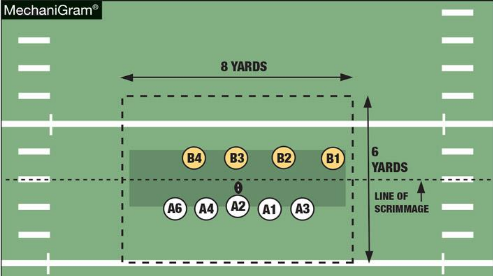 MechaniGram®
8 YARDS
6
YARDS
B4 B3 B2 B1
LINE OF
SCRIMMAGE
A6 A4 A2 A1 A3